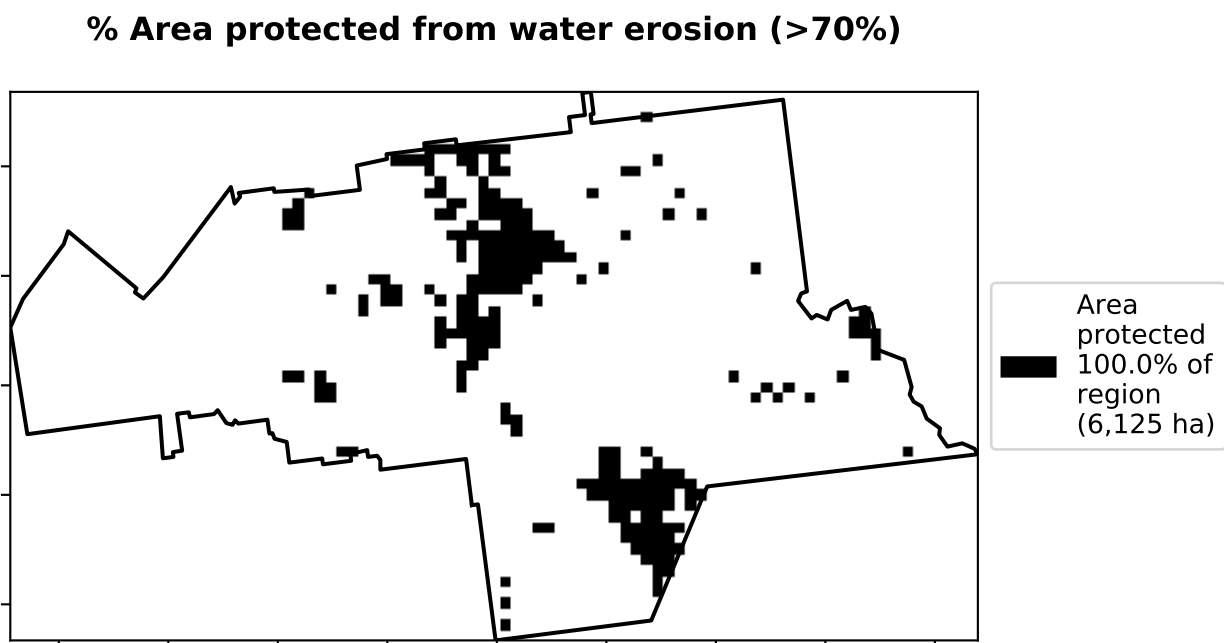 % Area protected from water erosion (>70%)
Area
protected
100.0% of
region
(6,125 ha)